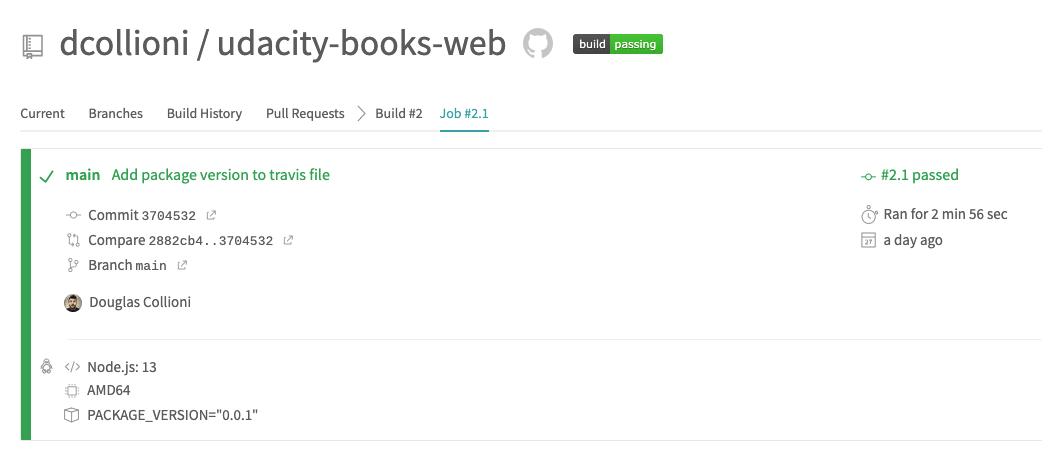 dcollioni / udacity-books-web build passing
Current Branches Build History Pull Requests Build #2 Job #2.1
main Add package version to travis file #2.1 passed
Commit 3704532 Ran for 2 min 56 sec
Compare 2882cb4..3704532 27 a day ago
Branch main
Douglas Collioni
</> Node.js: 13
AMD64
PACKAGE_VERSION="0.0.1"